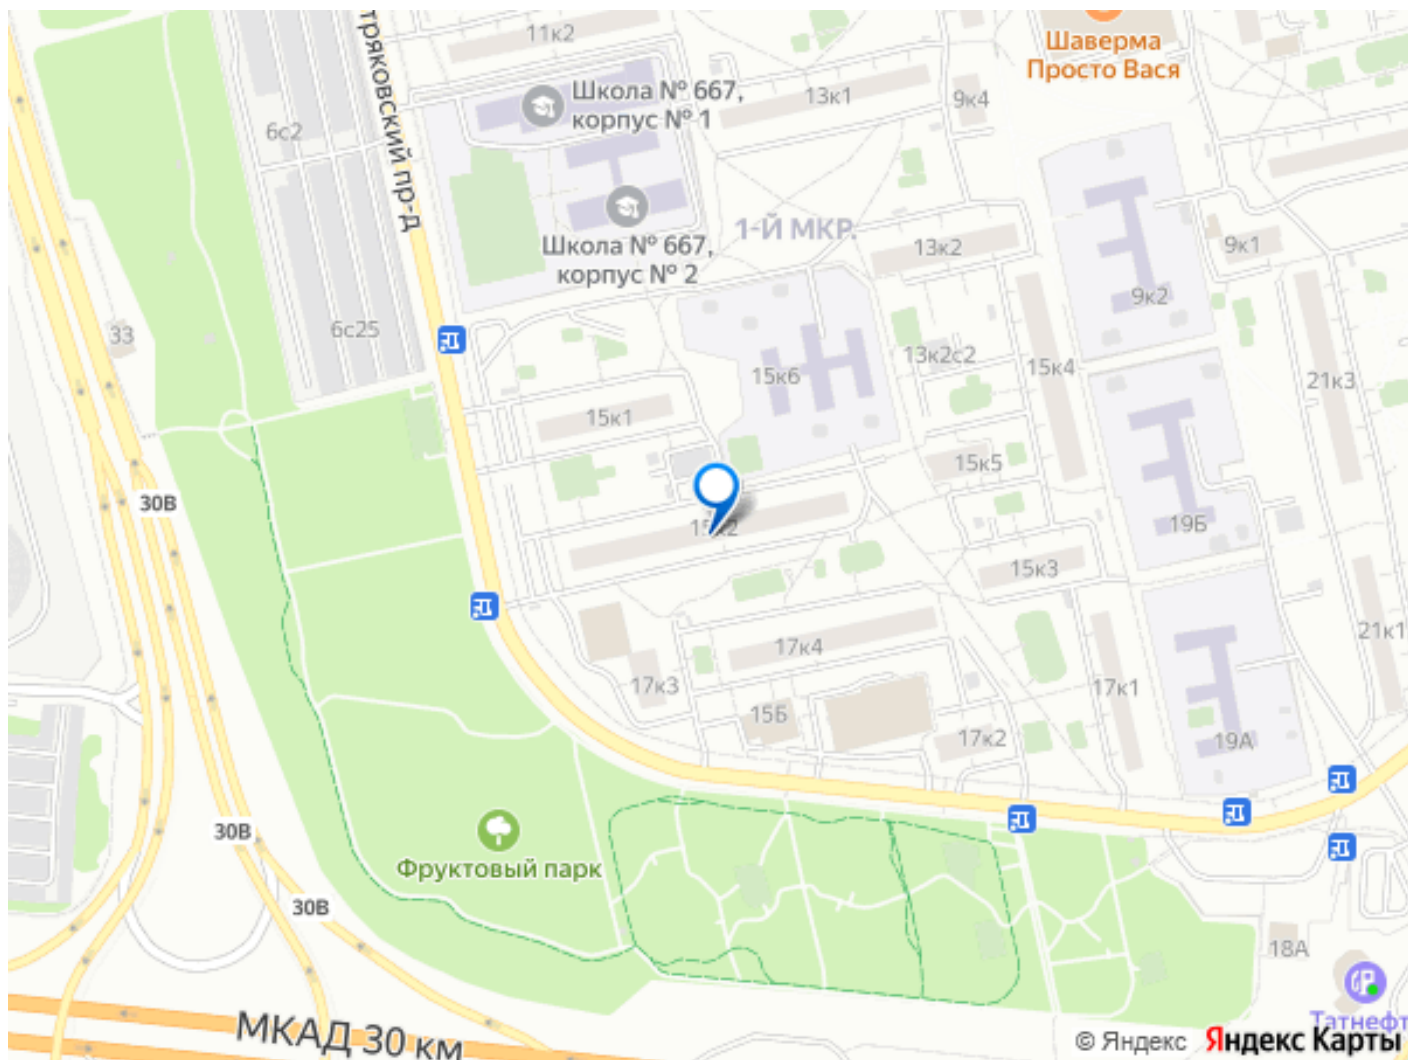 11к2
тряковский пр-д
Шаверма
Просто Вася
Школа № 667,
корпус № 1
13к1
9к4
6с2
Школа № 667,
корпус № 2
1-Й МКР.
13к2
9к1
9к2
33
6с25
13к2с2
15к6
15к4
21к3
15к1
15к5
30В
15к2
19Б
15к3
17к4
21к1
17к3
17к1
15Б
17к2
19А
30В
Фруктовый парк
30В
18А
Татнефт
МКАД 30 км
© Яндекс Яндекс Карты